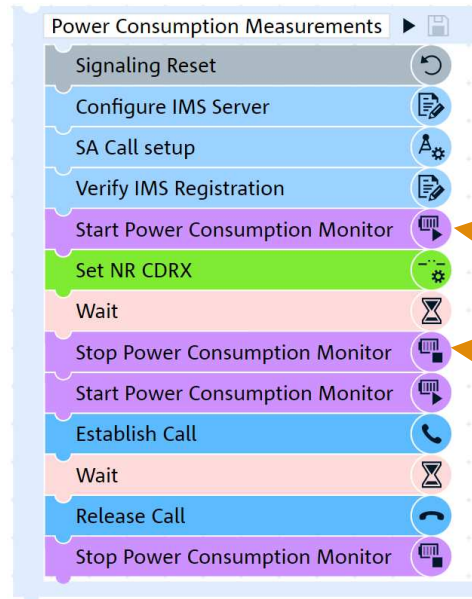 Power Consumption Measurements
Signaling Reset
Configure IMS Server
SA Call setup
Verify IMS Registration
Start Power Consumption Monitor
Set NR CDRX
Wait
Stop Power Consumption Monitor
Start Power Consumption Monitor
Establish Call
Wait
Release Call
Stop Power Consumption Monitor